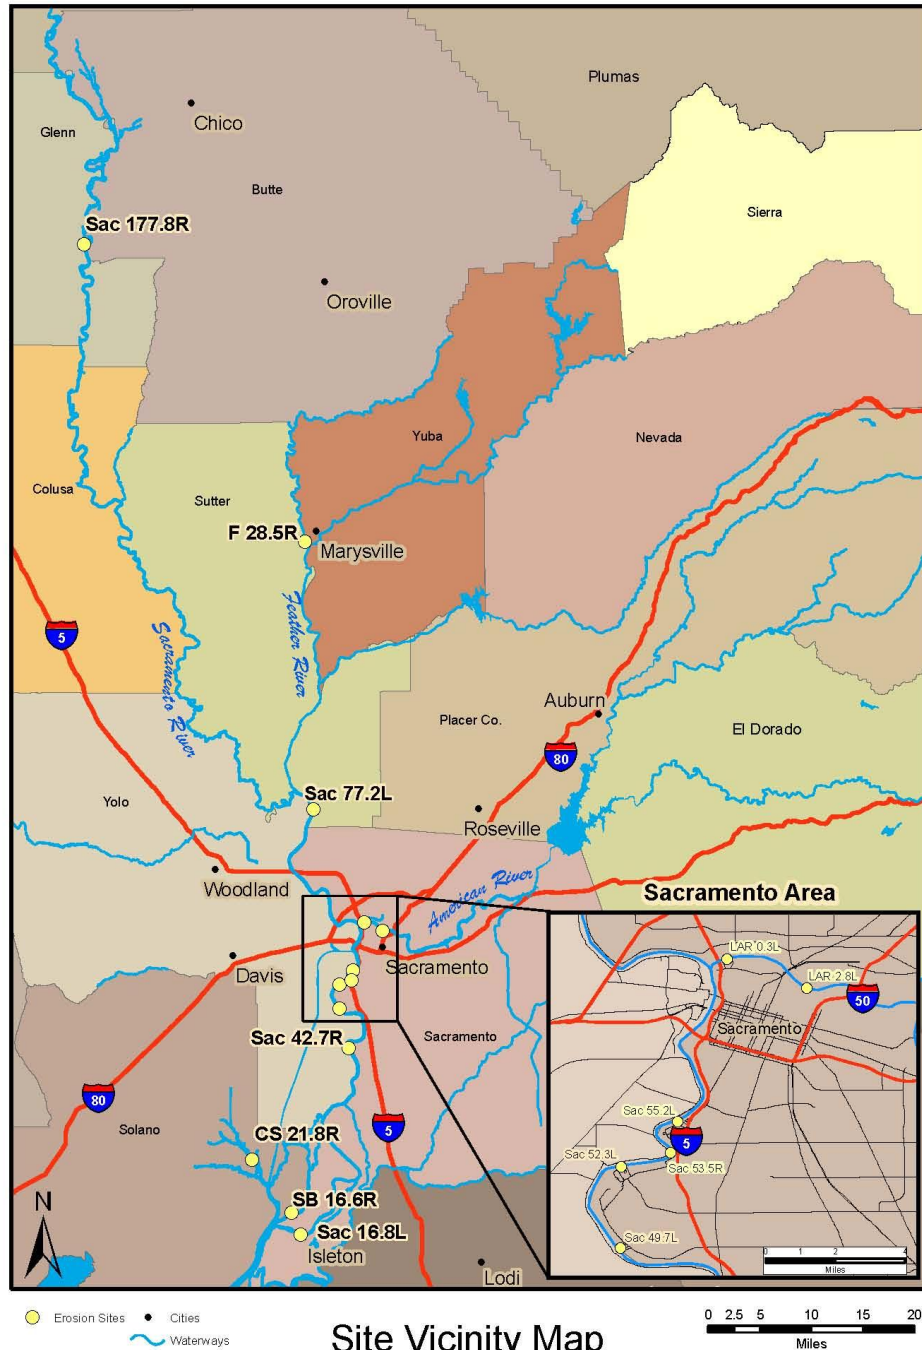 Plumas
Chico
Glenn
Butte
Sierra
Sac 177.8R
Oroville
Yuba
Nevada
Colusa
Sutter
F 28.5R
Marysville
5
Feather River
Sacramento River
Auburn
Placer Co.
El Dorado
80
Sac 77.2L
Yolo
Roseville
Woodland
American River
Sacramento Area
Davis
Sacramento
Sac 42.7R
Sacramento
80
Solano
5
CS 21.8R
N
SB 16.6R
Sac 16.8L
Isleton
Lodi
LAR 0.3L
LAR 2.8L
50
Sacramento
Sac 55.2L
5
Sac 52.3L
Sac 53.5R
Sac 49.7L
0 1 2 4
Miles
Erosion Sites
Cities
Waterways
Site Vicinity Map
0 2.5 5 10 15 20
Miles